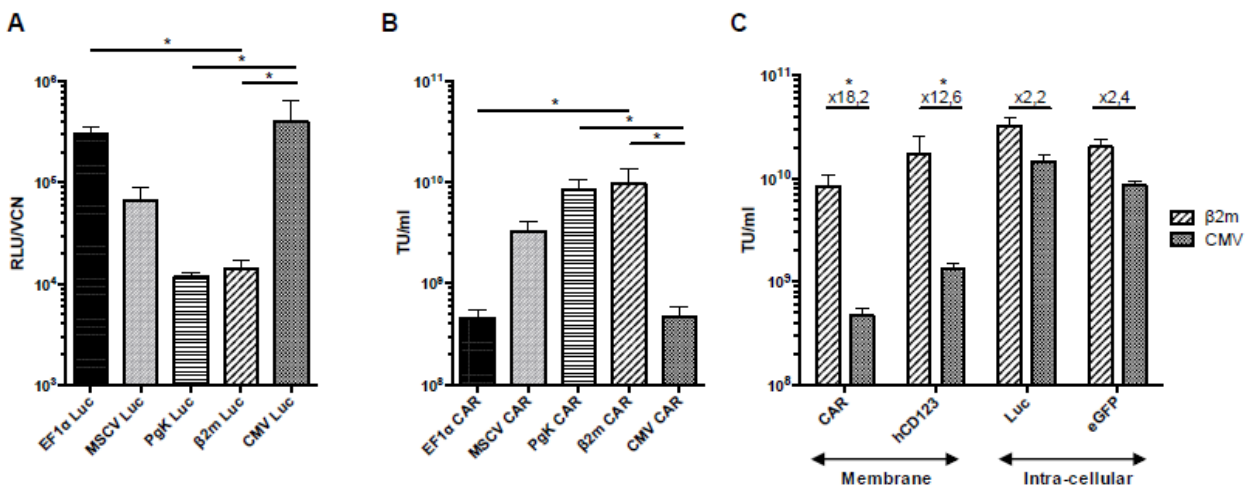 A
RLU/VCN
10⁶
10⁵
10⁴
10³
*
*
*
EF1α Luc
MSCV Luc
PgK Luc
β2m Luc
CMV Luc
B
TU/ml
10¹¹
10¹⁰
10⁹
10⁸
*
*
*
EF1α CAR
MSCV CAR
PgK CAR
β2m CAR
CMV CAR
C
TU/ml
10¹¹
10¹⁰
10⁹
10⁸
* *
x18,2 x12,6 x2,2 x2,4
CAR
hCD123
Luc
eGFP
Membrane Intra-cellular
β2m
CMV